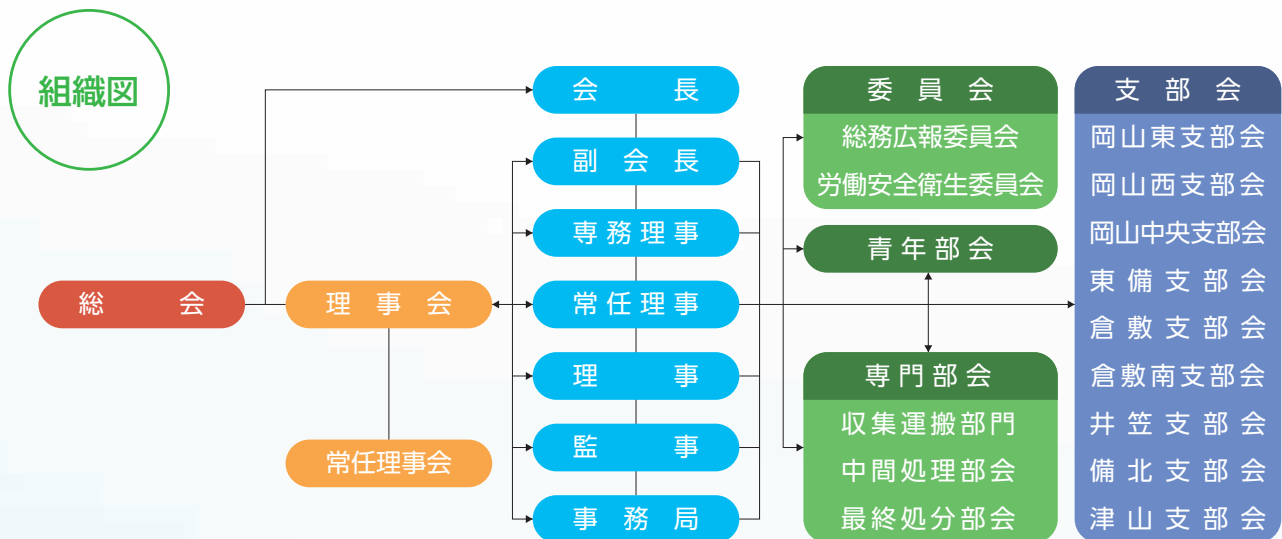 組織図
総会
理事会
常任理事会
会長
副会長
専務理事
常任理事
理事
監事
事務局
委員会
総務広報委員会
労働安全衛生委員会
青年部会
専門部会
収集運搬部門
中間処理部会
最終処分部会
支部会
岡山東支部会
岡山西支部会
岡山中央支部会
東備支部会
倉敷支部会
倉敷南支部会
井笠支部会
備北支部会
津山支部会